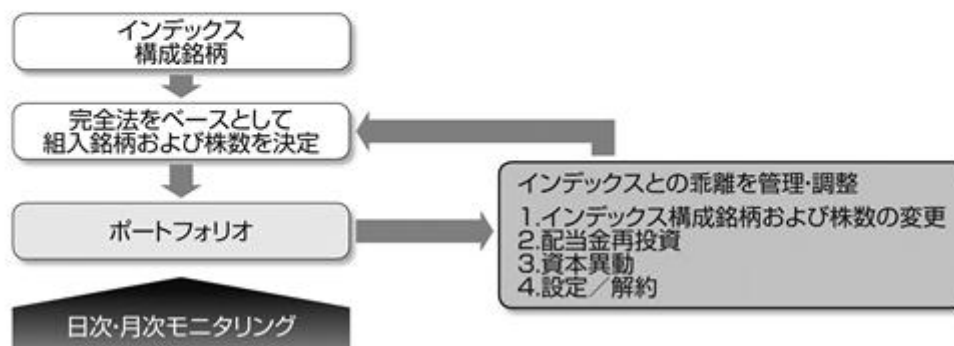 インデックス
構成銘柄
完全法をベースとして
組入銘柄および株数を決定
ポートフォリオ
日次・月次モニタリング
インデックスとの乖離を管理・調整
1.インデックス構成銘柄および株数の変更
2.配当金再投資
3.資本異動
4.設定／解約